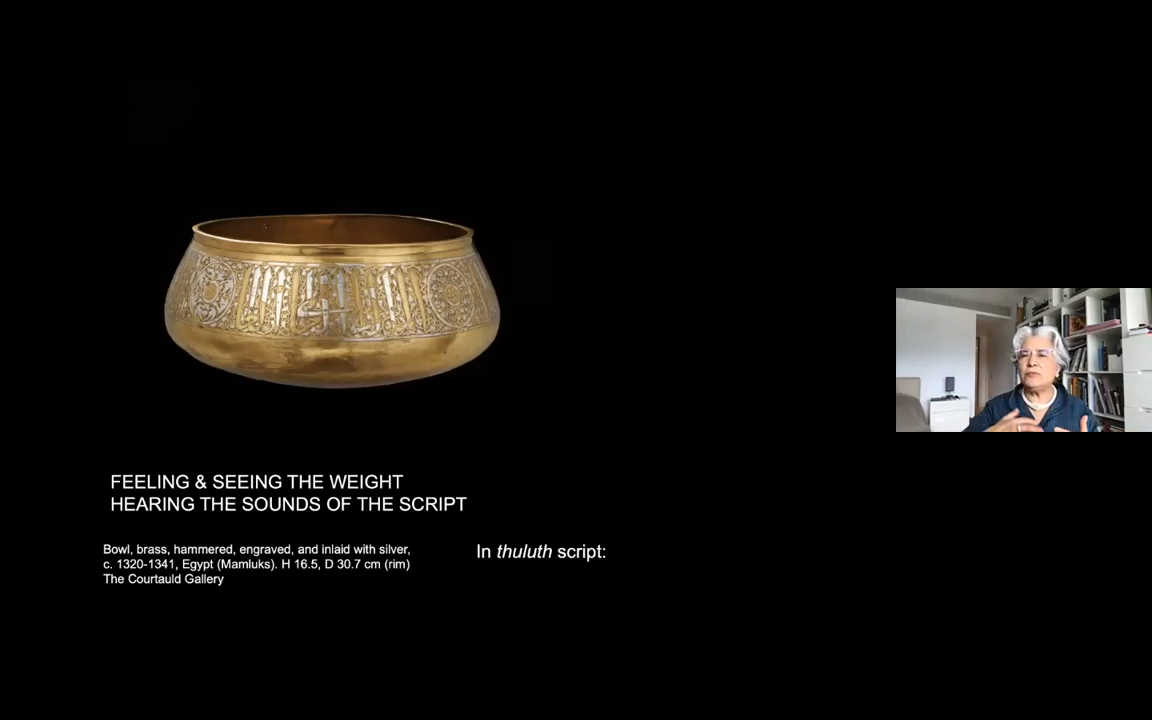 FEELING & SEEING THE WEIGHT
HEARING THE SOUNDS OF THE SCRIPT
Bowl, brass, hammered, engraved, and inlaid with silver,
c. 1320-1341, Egypt (Mamluks). H 16.5, D 30.7 cm (rim)
The Courtauld Gallery
In thuluth script: